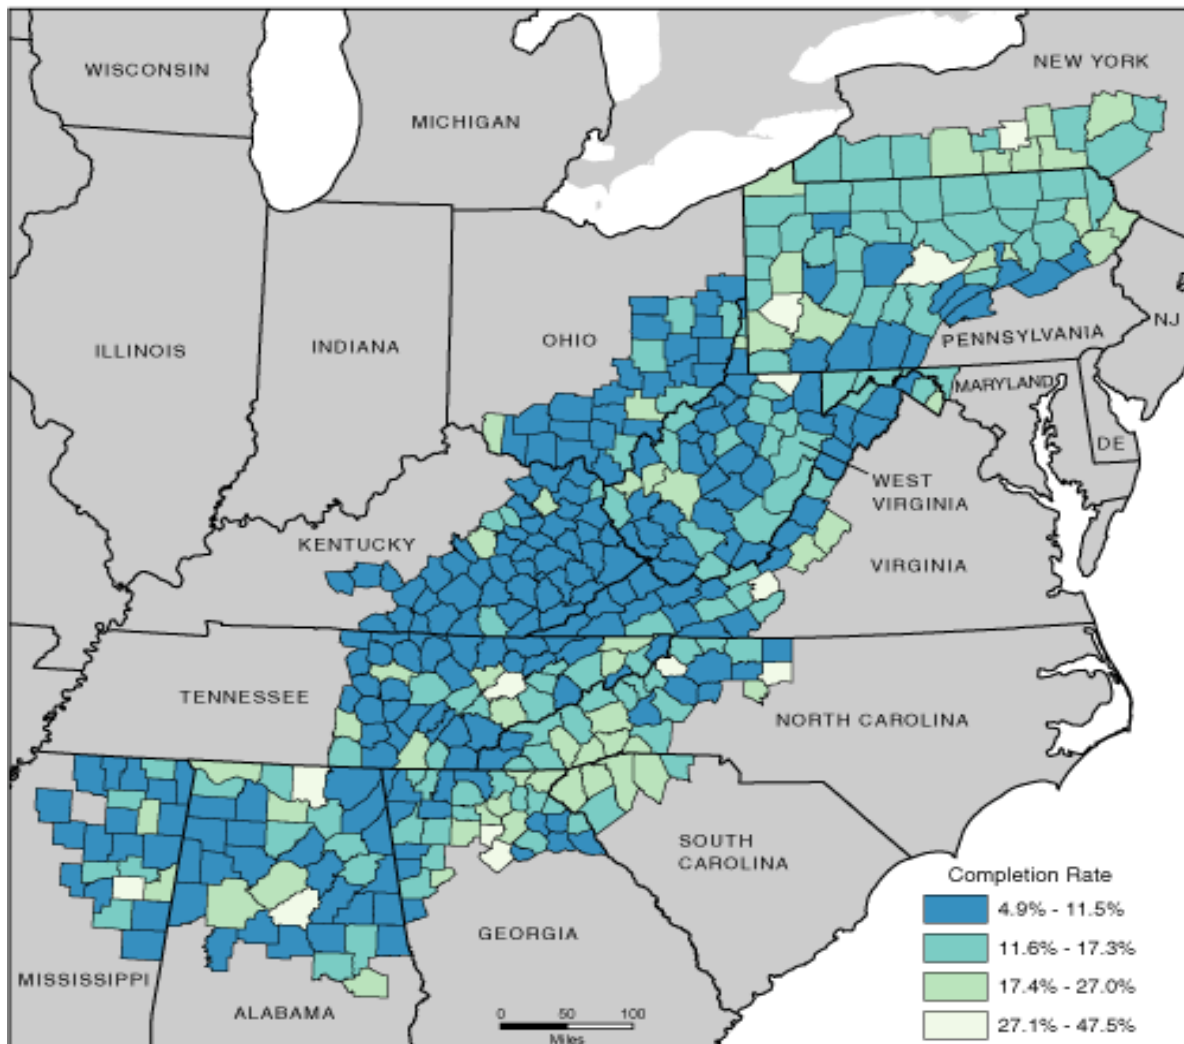 WISCONSIN
NEW YORK
MICHIGAN
ILLINOIS
INDIANA
OHIO
PENNSYLVANIA
NJ
MARYLAND
DE
WEST
VIRGINIA
KENTUCKY
VIRGINIA
TENNESSEE
NORTH CAROLINA
SOUTH
CAROLINA
GEORGIA
MISSISSIPPI
ALABAMA
Completion Rate
4.9% - 11.5%
11.6% - 17.3%
17.4% - 27.0%
27.1% - 47.5%
0 50 100
Miles